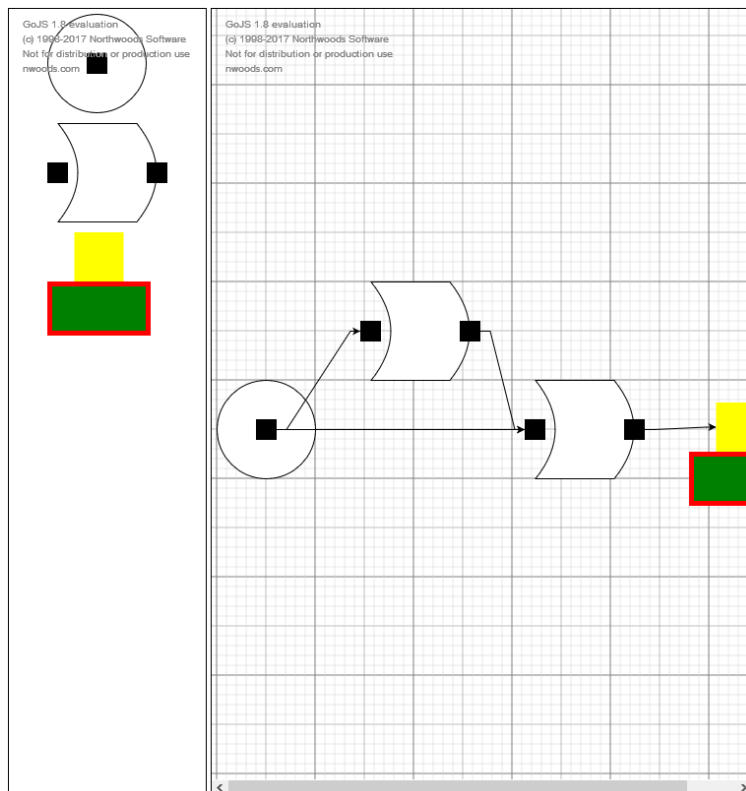 GoJS 1.8 evaluation
(c) 1998-2017 Northwoods Software
Not for distribution or production use
nwoods.com
GoJS 1.8 evaluation
(c) 1998-2017 Northwoods Software
Not for distribution or production use
nwoods.com